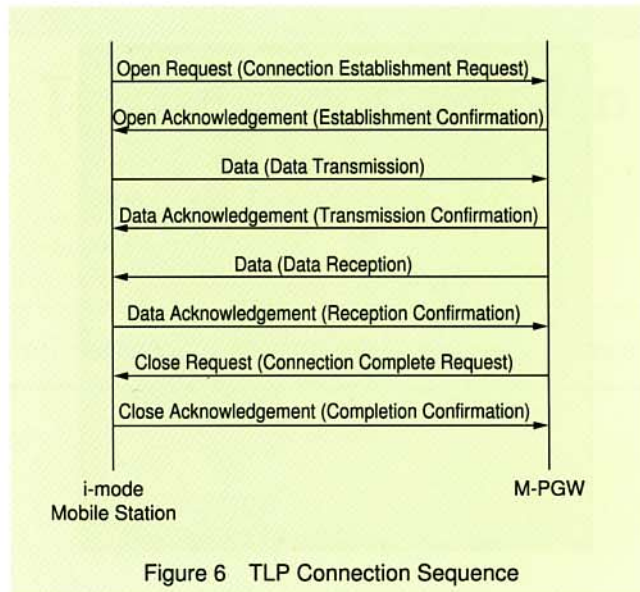 Open Request (Connection Establishment Request)
Open Acknowledgement (Establishment Confirmation)
Data (Data Transmission)
Data Acknowledgement (Transmission Confirmation)
Data (Data Reception)
Data Acknowledgement (Reception Confirmation)
Close Request (Connection Complete Request)
Close Acknowledgement (Completion Confirmation)
i-mode
Mobile Station
M-PGW
Figure 6 TLP Connection Sequence